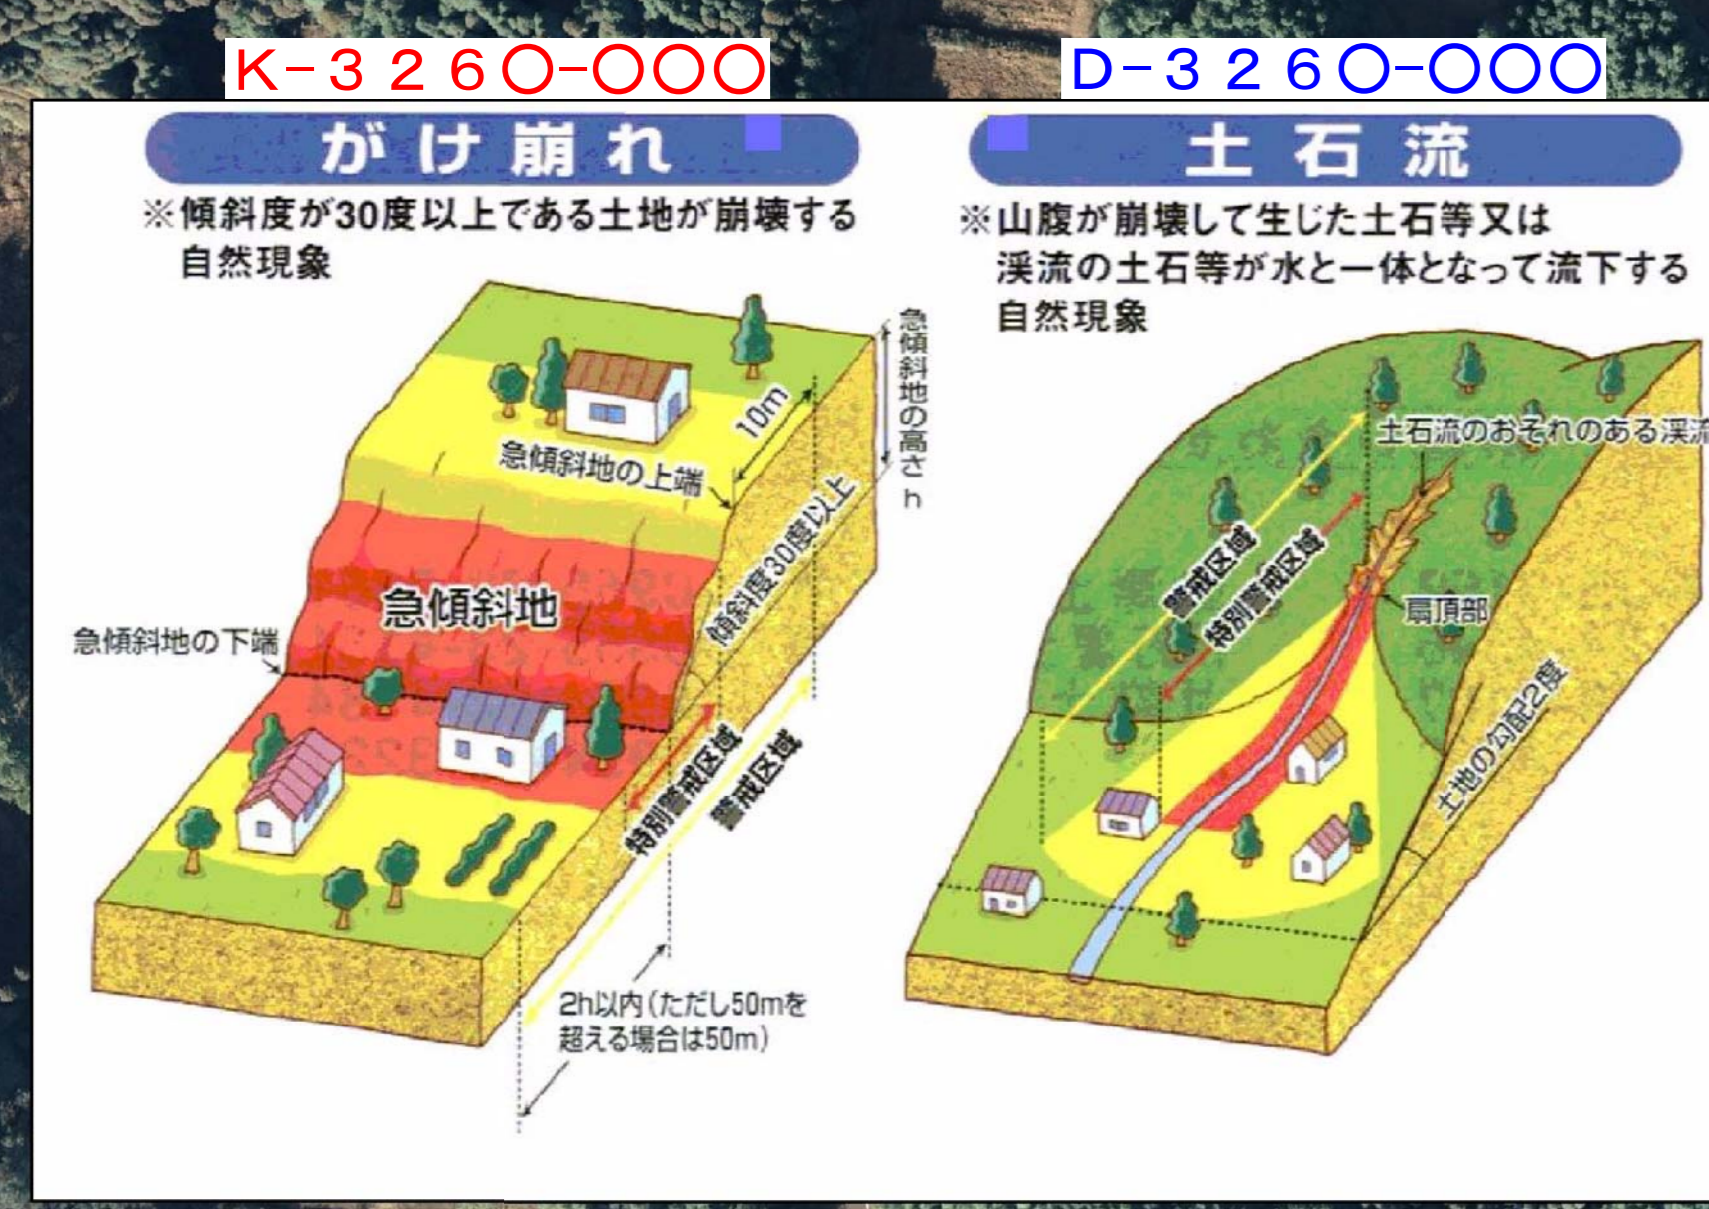 K-3260-〇〇〇
D-3260-〇〇〇
がけ崩れ
※傾斜度が30度以上である土地が崩壊する
自然現象
急傾斜地の高さ h
10m
急傾斜地の上端
傾斜度30度以上
急傾斜地
急傾斜地の下端
特別警戒区域
警戒区域
2h以内(ただし50mを
超える場合は50m)
土石流
※山腹が崩壊して生じた土石等又は
渓流の土石等が水と一体となって流下する
自然現象
土石流のおそれのある渓流
警戒区域
特別警戒区域
扇頂部
土地の勾配2度